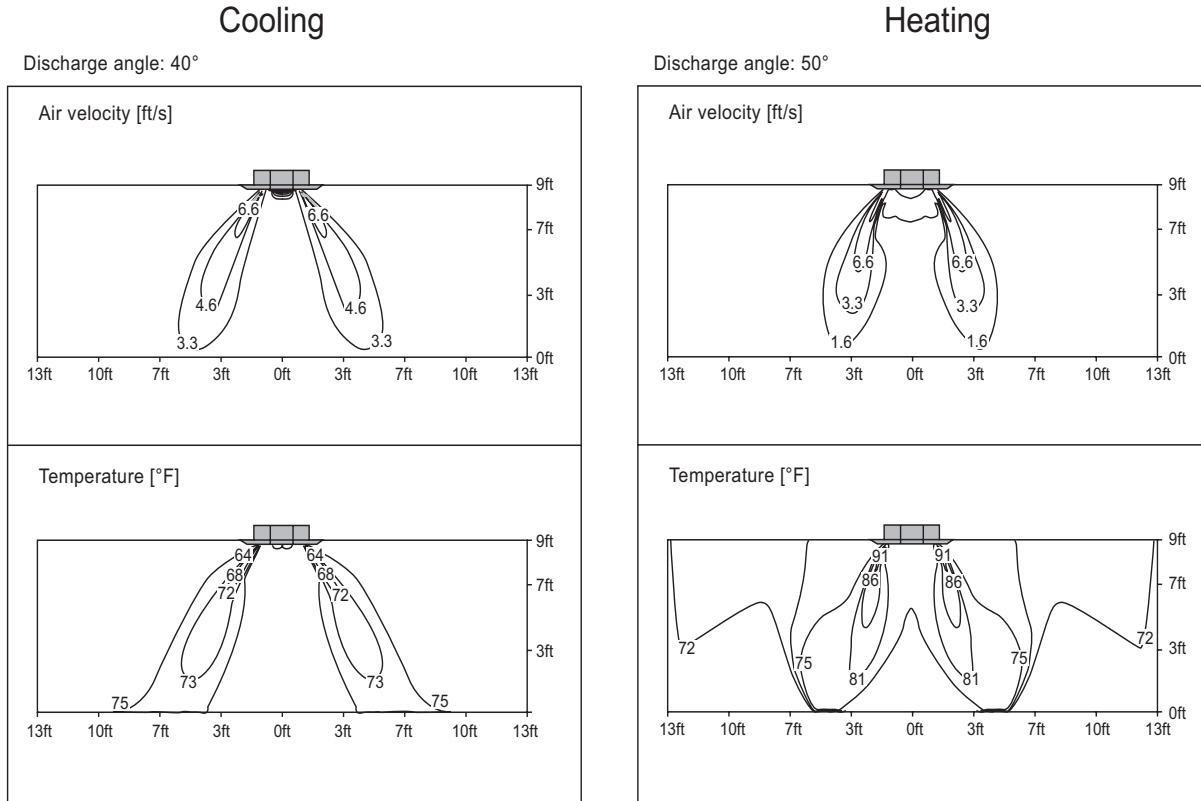 Cooling
Discharge angle: 40°
Air velocity [ft/s]
6.6
6.6
4.6
4.6
3.3
3.3
9ft
7ft
3ft
0ft
13ft 10ft 7ft 3ft 0ft 3ft 7ft 10ft 13ft
Temperature [°F]
64
64
68
68
72
72
73
73
75
75
9ft
7ft
3ft
13ft 10ft 7ft 3ft 0ft 3ft 7ft 10ft 13ft
Heating
Discharge angle: 50°
Air velocity [ft/s]
6.6
6.6
3.3
3.3
1.6
1.6
9ft
7ft
3ft
0ft
13ft 10ft 7ft 3ft 0ft 3ft 7ft 10ft 13ft
Temperature [°F]
91
91
86
86
72
75
75
72
81
81
9ft
7ft
3ft
0ft
13ft 10ft 7ft 3ft 0ft 3ft 7ft 10ft 13ft